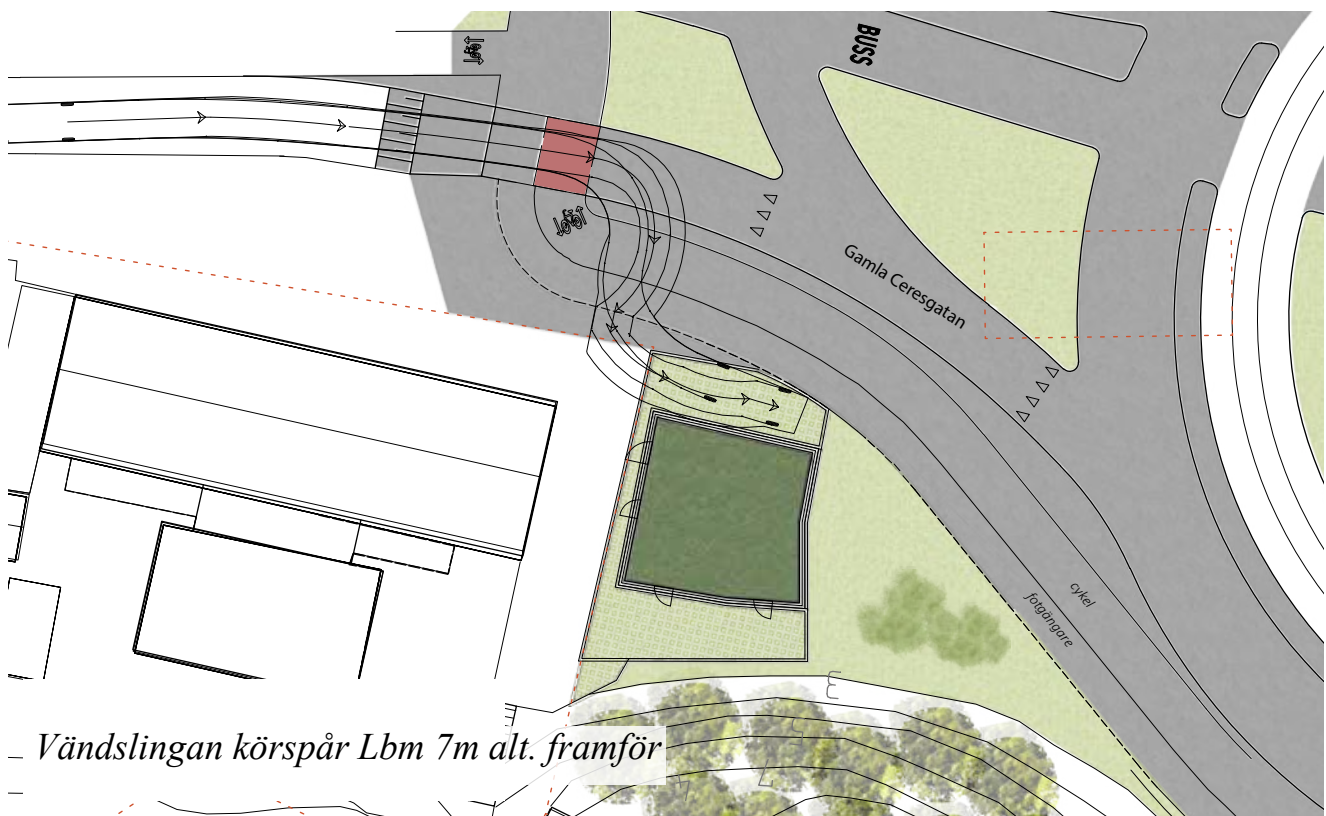 BUSS
Gamla Ceresgatan
cykel
fotgängare
Vändslingan körspår Lbm 7m alt. framför